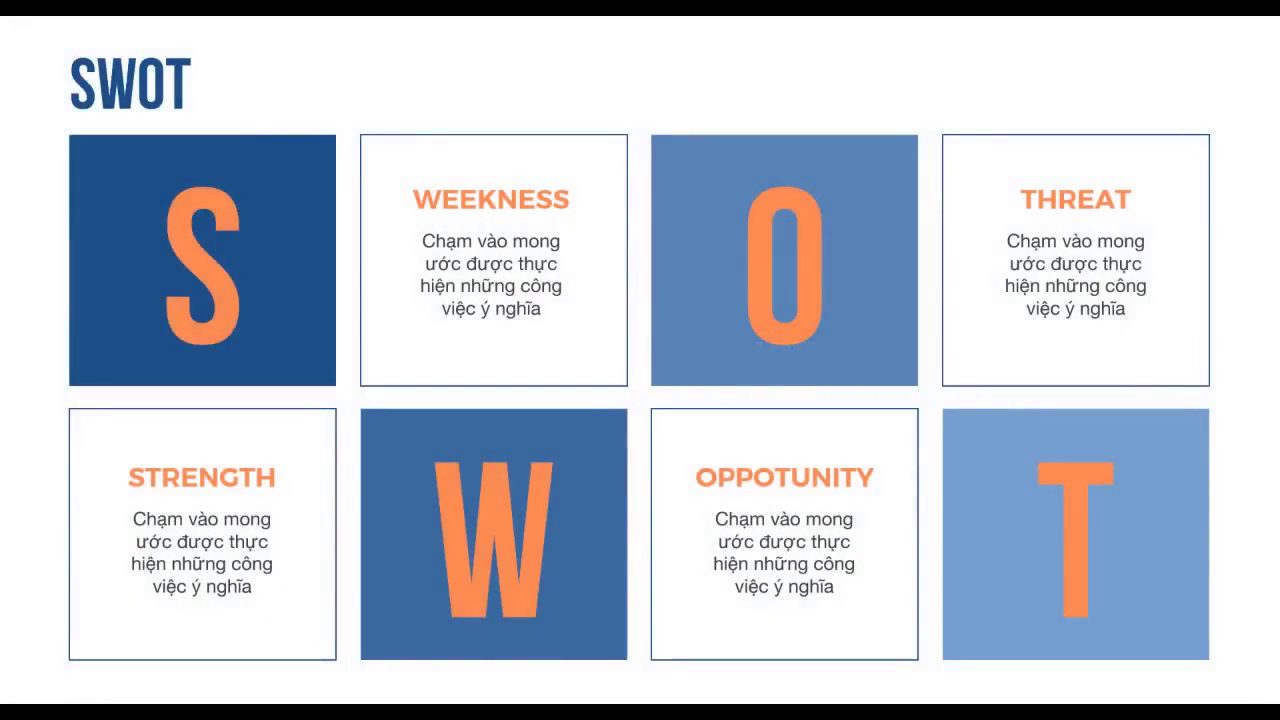 SWOT
S
WEEKNESS
Chạm vào mong
ước được thực
hiện những công
việc ý nghĩa
O
THREAT
Chạm vào mong
ước được thực
hiện những công
việc ý nghĩa
STRENGTH
Chạm vào mong
ước được thực
hiện những công
việc ý nghĩa
W
OPPOTUNITY
Chạm vào mong
ước được thực
hiện những công
việc ý nghĩa
T